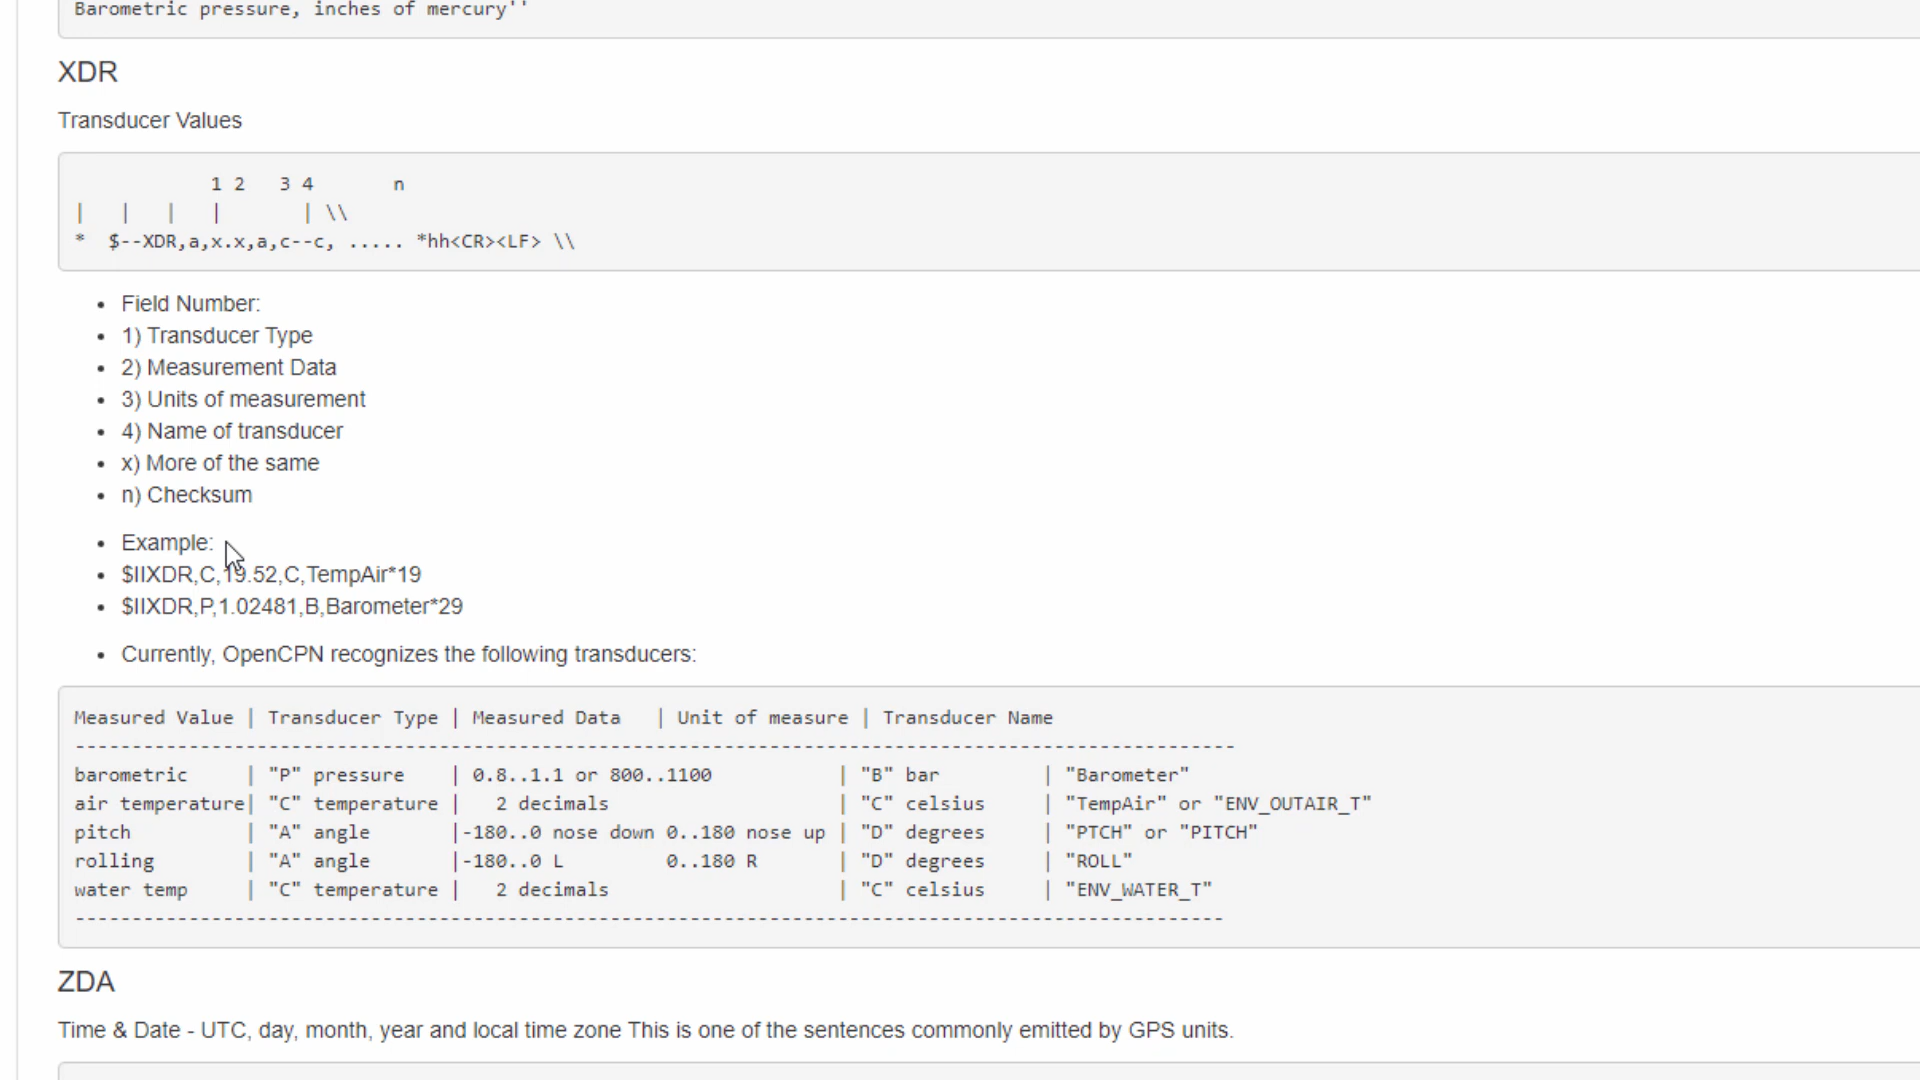 Barometric pressure, inches of mercury''
XDR
Transducer Values
1 2   3 4       n
|   |   |   |       | \\
*  $--XDR,a,x.x,a,c--c, ..... *hh<CR><LF> \\
• Field Number:
• 1) Transducer Type
• 2) Measurement Data
• 3) Units of measurement
• 4) Name of transducer
• x) More of the same
• n) Checksum
• Example:
• $IIXDR,C,19.52,C,TempAir*19
• $IIXDR,P,1.02481,B,Barometer*29
• Currently, OpenCPN recognizes the following transducers:
Measured Value | Transducer Type | Measured Data   | Unit of measure | Transducer Name
------------------------------------------------------------------------------------------------------
barometric     | "P" pressure    | 0.8..1.1 or 800..1100           | "B" bar         | "Barometer"
air temperature| "C" temperature |   2 decimals                    | "C" celsius     | "TempAir" or "ENV_OUTAIR_T"
pitch          | "A" angle       |-180..0 nose down 0..180 nose up | "D" degrees     | "PTCH" or "PITCH"
rolling        | "A" angle       |-180..0 L         0..180 R       | "D" degrees     | "ROLL"
water temp     | "C" temperature |   2 decimals                    | "C" celsius     | "ENV_WATER_T"
-----------------------------------------------------------------------------------------------------
ZDA
Time & Date - UTC, day, month, year and local time zone This is one of the sentences commonly emitted by GPS units.